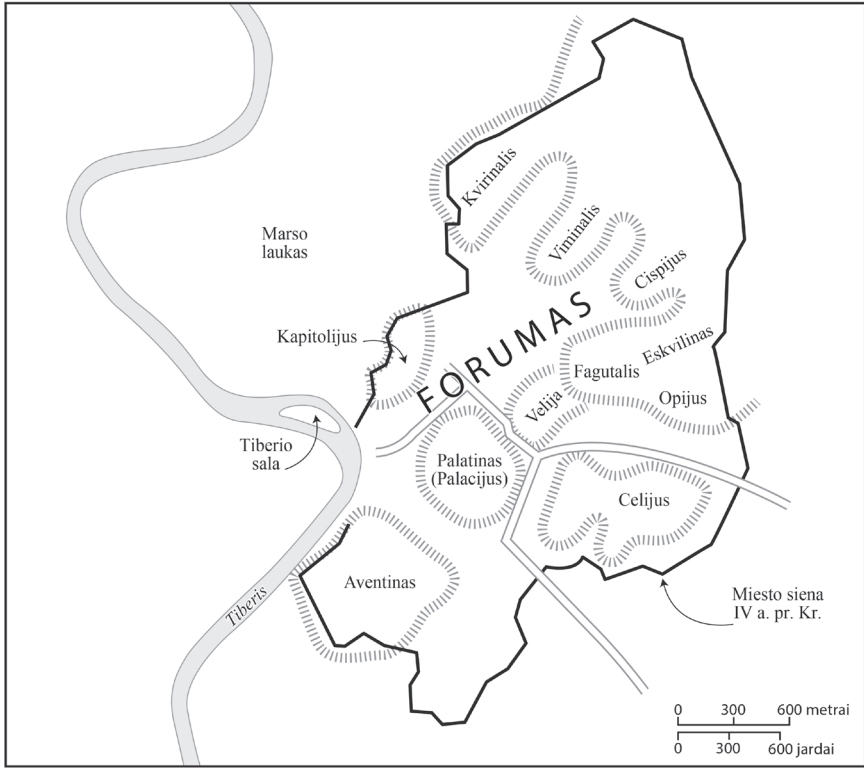 Kvirinalis
Viminalis
Marso
laukas
Cispijus
Kapitolijus
FORUMAS
Eskvilinas
Fagutalis
Velija
Opijus
Tiberio
sala
Palatinas
(Palacijus)
Celijus
Aventinas
Tiberis
Miesto siena
IV a. pr. Kr.
0 300 600 metrai
0 300 600 jardai